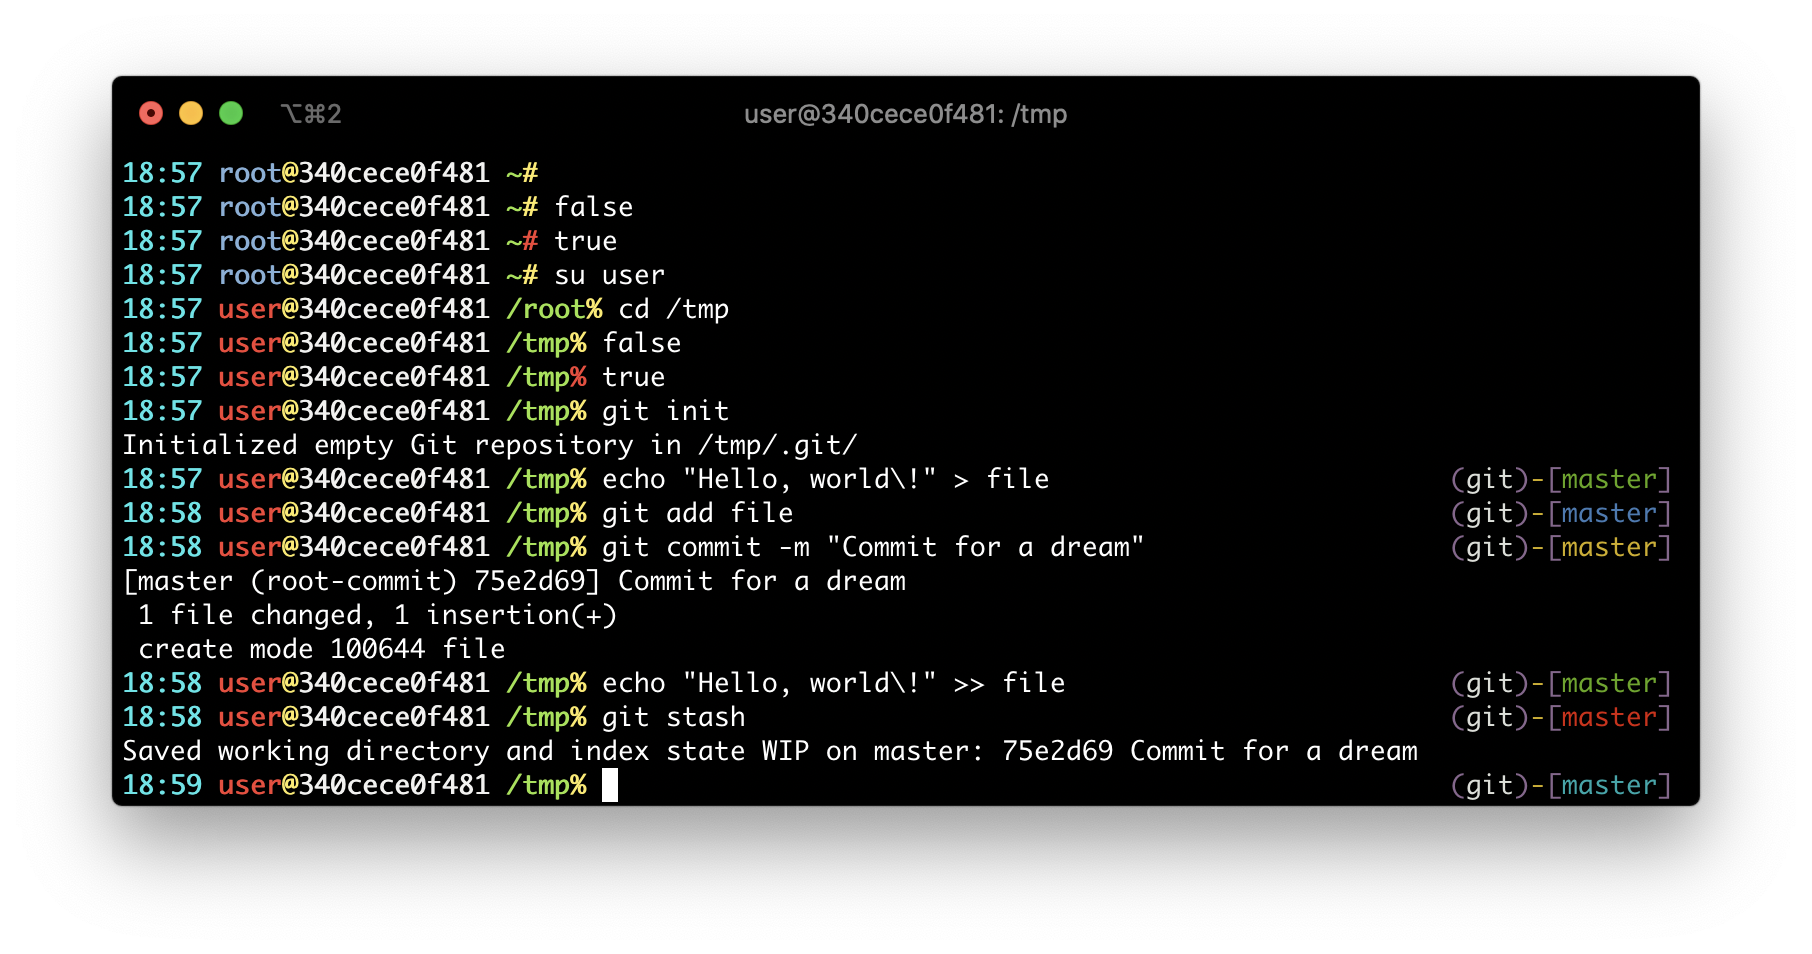 ⌥⌘2 user@340cece0f481: /tmp
18:57 root@340cece0f481 ~#
18:57 root@340cece0f481 ~# false
18:57 root@340cece0f481 ~# true
18:57 root@340cece0f481 ~# su user
18:57 user@340cece0f481 /root% cd /tmp
18:57 user@340cece0f481 /tmp% false
18:57 user@340cece0f481 /tmp% true
18:57 user@340cece0f481 /tmp% git init
Initialized empty Git repository in /tmp/.git/
18:57 user@340cece0f481 /tmp% echo "Hello, world\!" > file (git)-[master]
18:58 user@340cece0f481 /tmp% git add file (git)-[master]
18:58 user@340cece0f481 /tmp% git commit -m "Commit for a dream" (git)-[master]
[master (root-commit) 75e2d69] Commit for a dream
 1 file changed, 1 insertion(+)
 create mode 100644 file
18:58 user@340cece0f481 /tmp% echo "Hello, world\!" >> file (git)-[master]
18:58 user@340cece0f481 /tmp% git stash (git)-[master]
Saved working directory and index state WIP on master: 75e2d69 Commit for a dream
18:59 user@340cece0f481 /tmp% (git)-[master]